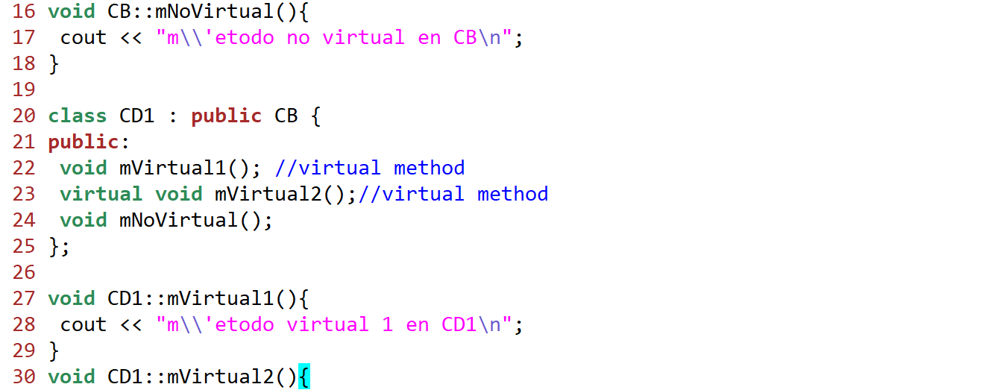 16 void CB::mNoVirtual(){
17  cout << "m\\'etodo no virtual en CB\n";
18 }
19
20 class CD1 : public CB {
21 public:
22  void mVirtual1(); //virtual method
23  virtual void mVirtual2();//virtual method
24  void mNoVirtual();
25 };
26
27 void CD1::mVirtual1(){
28  cout << "m\\'etodo virtual 1 en CD1\n";
29 }
30 void CD1::mVirtual2(){